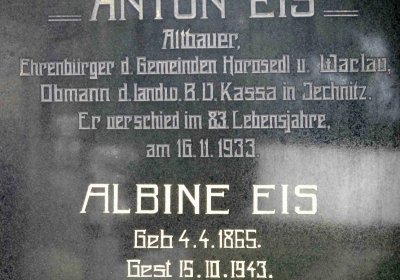 ANTON EIS
Altbauer,
Ehrenbürger d. Gemeinden Horosedl u. Waclau,
Obmann d. landw. B. V. Kassa in Jechnitz.
Er verschied im 83. Lebensjahre,
am 16.11.1933.
ALBINE EIS
Geb 4.4.1865.
Gest 15.10.1943.